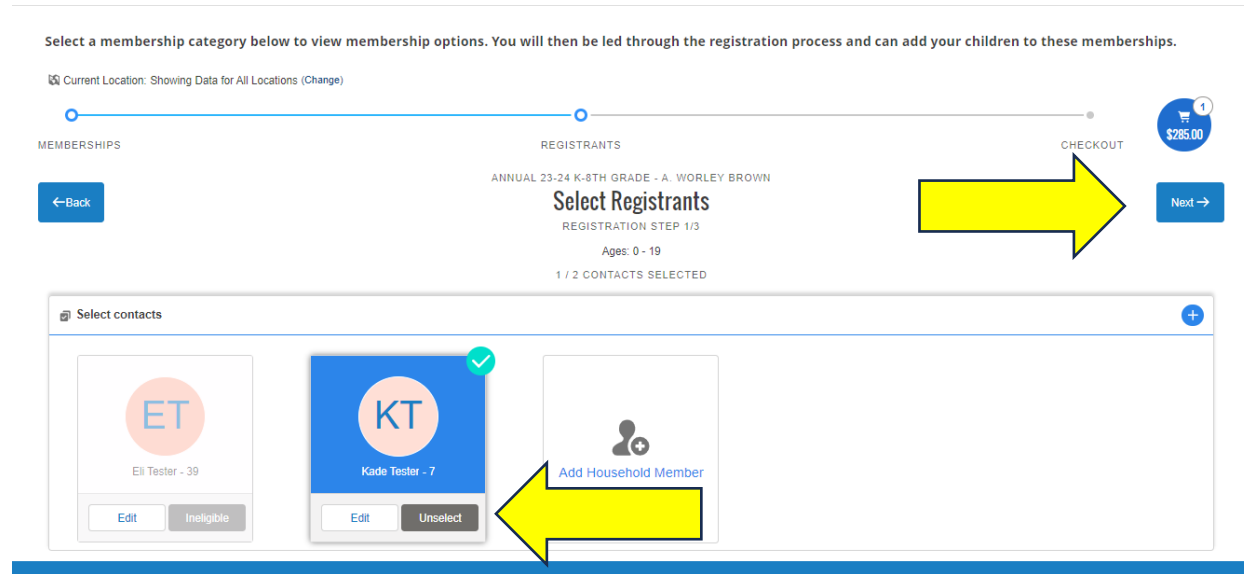 Select a membership category below to view membership options. You will then be led through the registration process and can add your children to these memberships.
Current Location: Showing Data for All Locations (Change)
1
$285.00
MEMBERSHIPS
REGISTRANTS
CHECKOUT
ANNUAL 23-24 K-8TH GRADE - A. WORLEY BROWN
←Back
Select Registrants
Next →
REGISTRATION STEP 1/3
Ages: 0 - 19
1 / 2 CONTACTS SELECTED
Select contacts
ET
Eli Tester - 39
Edit
Ineligible
KT
Kade Tester - 7
Edit
Unselect
Add Household Member